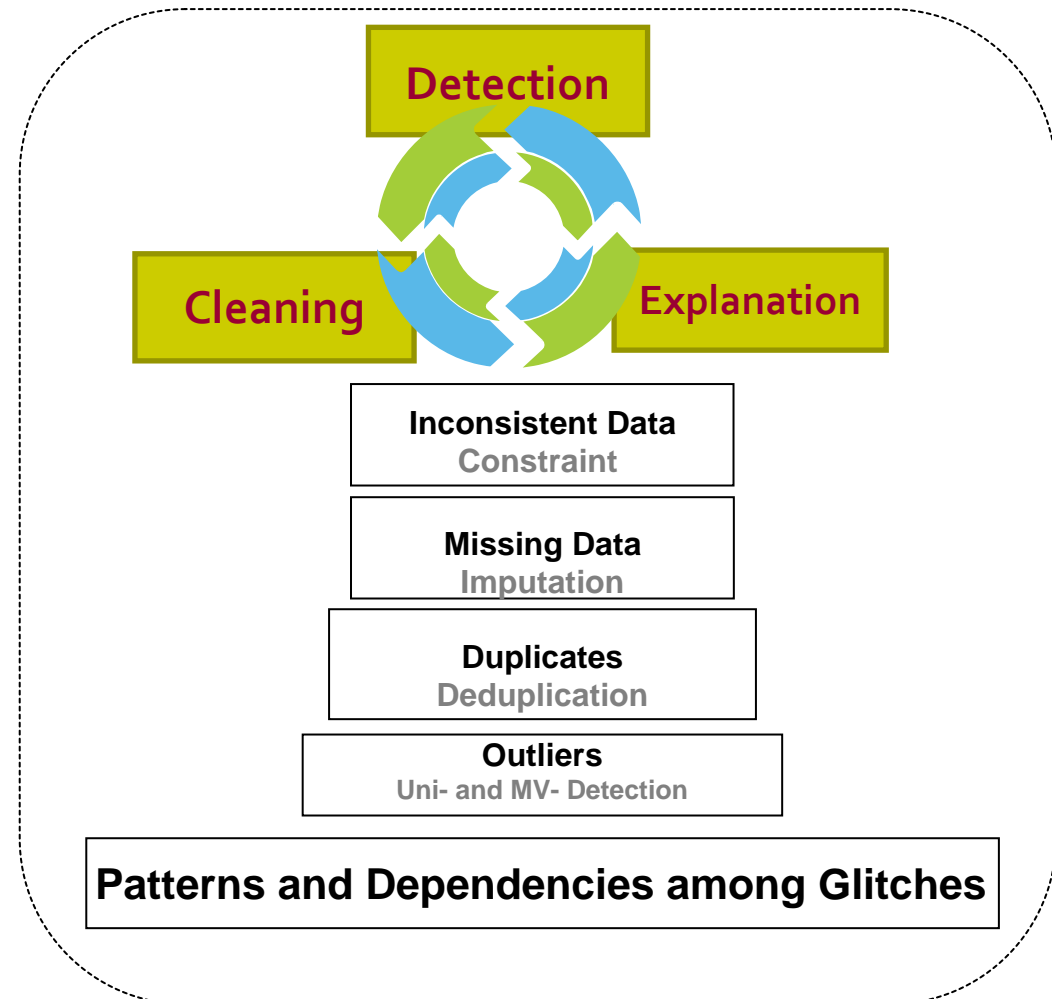 Detection
Cleaning
Explanation
Inconsistent Data
Constraint
Missing Data
Imputation
Duplicates
Deduplication
Outliers
Uni- and MV- Detection
Patterns and Dependencies among Glitches